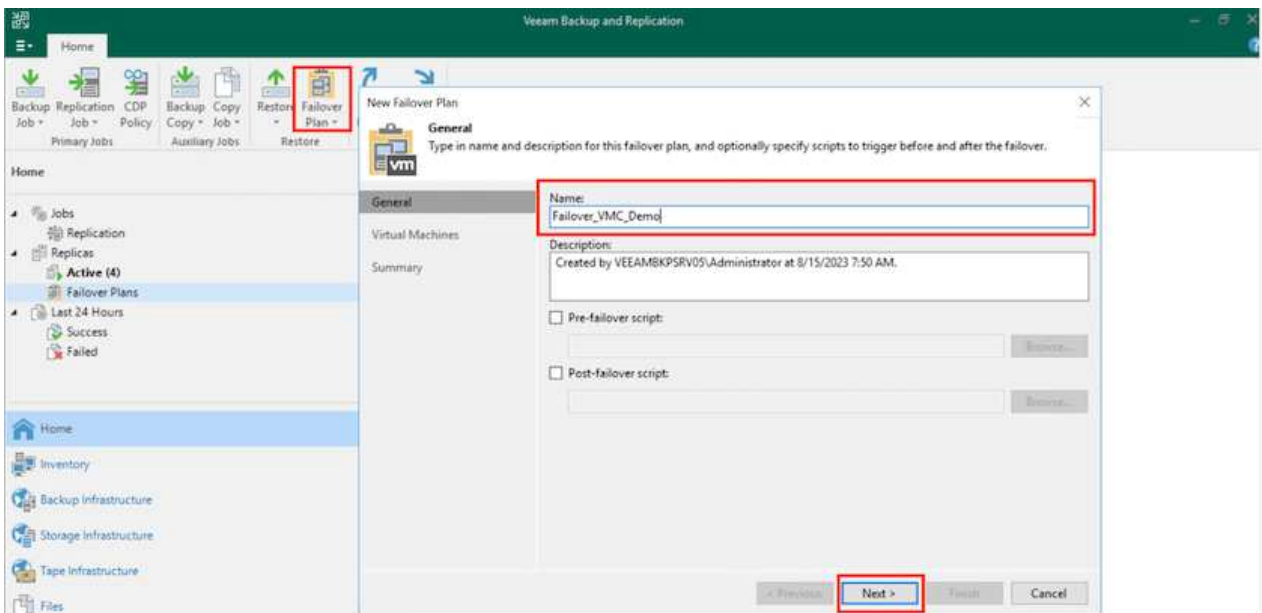 Veeam Backup and Replication
Home
Backup Job
Replication Job
CDP Policy
Backup Copy
Copy Job
Restore
Failover Plan
Primary Jobs
Auxiliary Jobs
Restore
Home
Jobs
Replication
Replicas
Active (4)
Failover Plans
Last 24 Hours
Success
Failed
Home
Inventory
Backup Infrastructure
Storage Infrastructure
Tape Infrastructure
Files
New Failover Plan
vm
General
Type in name and description for this failover plan, and optionally specify scripts to trigger before and after the failover.
General
Virtual Machines
Summary
Name:
Failover_VMC_Demo
Description:
Created by VEEAMBKPSRV05\Administrator at 8/15/2023 7:50 AM.
Pre-failover script:
Browse...
Post-failover script:
Browse...
< Previous
Next >
Finish
Cancel